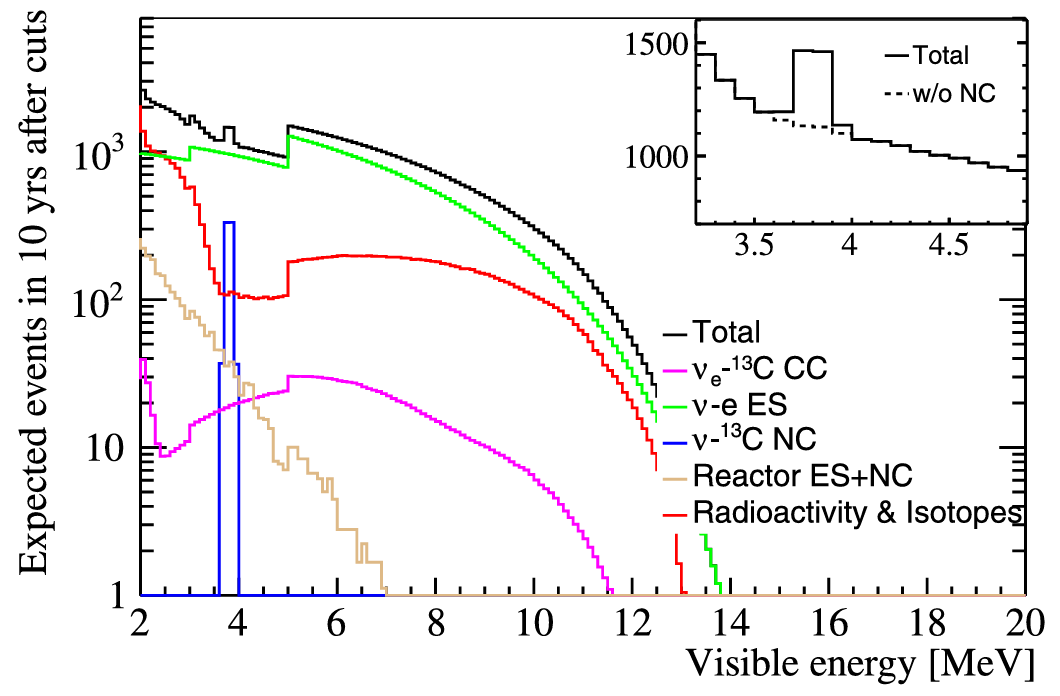 Expected events in 10 yrs after cuts
10³
10²
10
1
2 4 6 8 10 12 14 16 18 20
Visible energy [MeV]
1500
1000
3.5 4 4.5
Total
w/o NC
Total
νₑ-¹³C CC
ν-e ES
ν-¹³C NC
Reactor ES+NC
Radioactivity & Isotopes